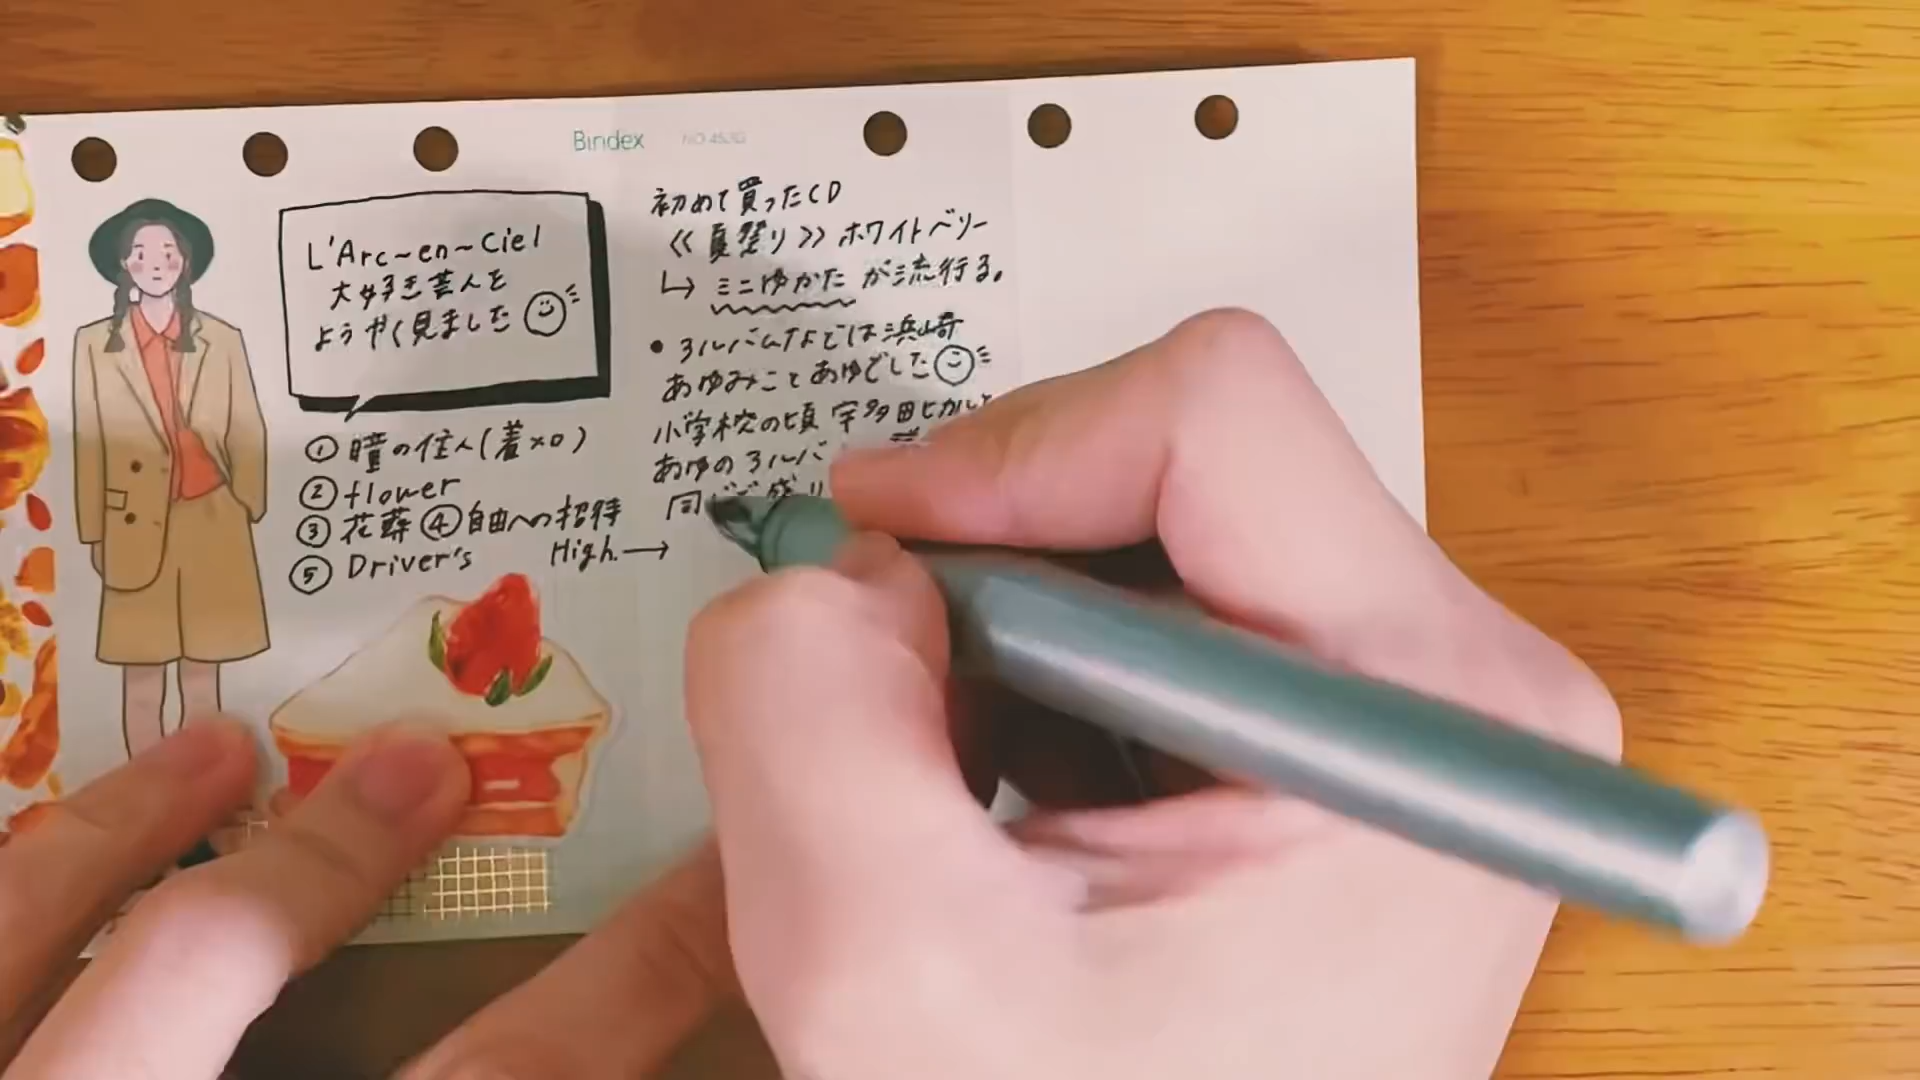 Bindex
L'Arc~en~Ciel
大好き芸人を
ようやく見ました
① 瞳の住人(着メロ)
② flower
③ 花葬 ④ 自由への招待
⑤ Driver's High→
初めて買ったCD
《夏祭り》ホワイトベリー
↳ ミニゆかたが流行る。
• アルバムなどは浜崎
あゆみことあゆでした
小学校の頃 宇多田ヒカルと
あゆのアルバ
同